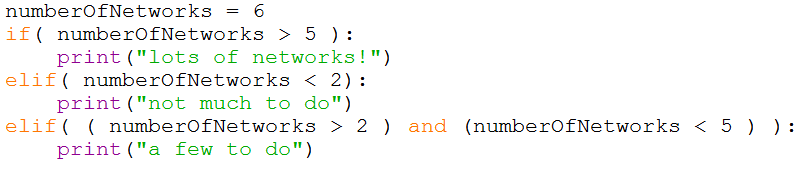 numberOfNetworks = 6
if( numberOfNetworks > 5 ):
    print("lots of networks!")
elif( numberOfNetworks < 2):
    print("not much to do")
elif( ( numberOfNetworks > 2 ) and (numberOfNetworks < 5 ) ):
    print("a few to do")